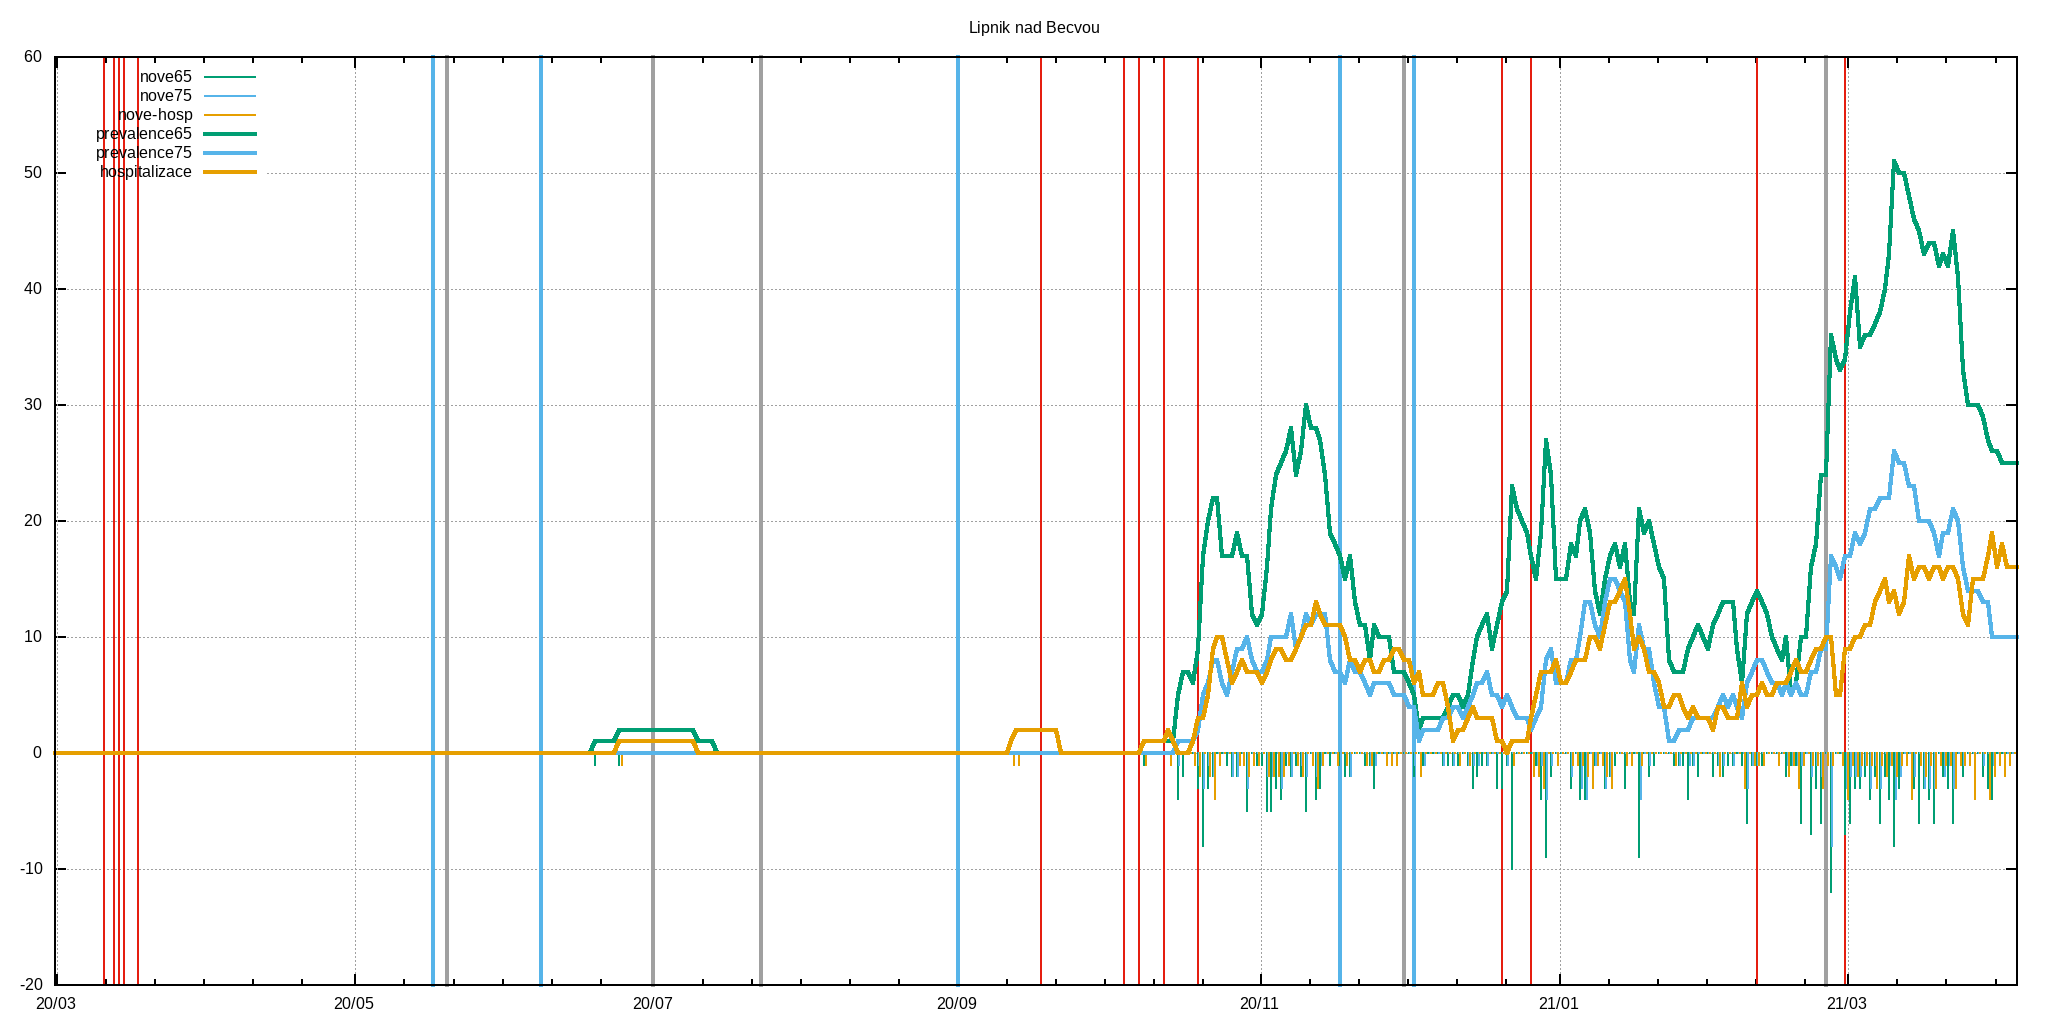 Lipnik nad Becvou
60
50
40
30
20
10
0
-10
-20
nove65
nove75
nove-hosp
prevalence65
prevalence75
hospitalizace
20/03 20/05 20/07 20/09 20/11 21/01 21/03